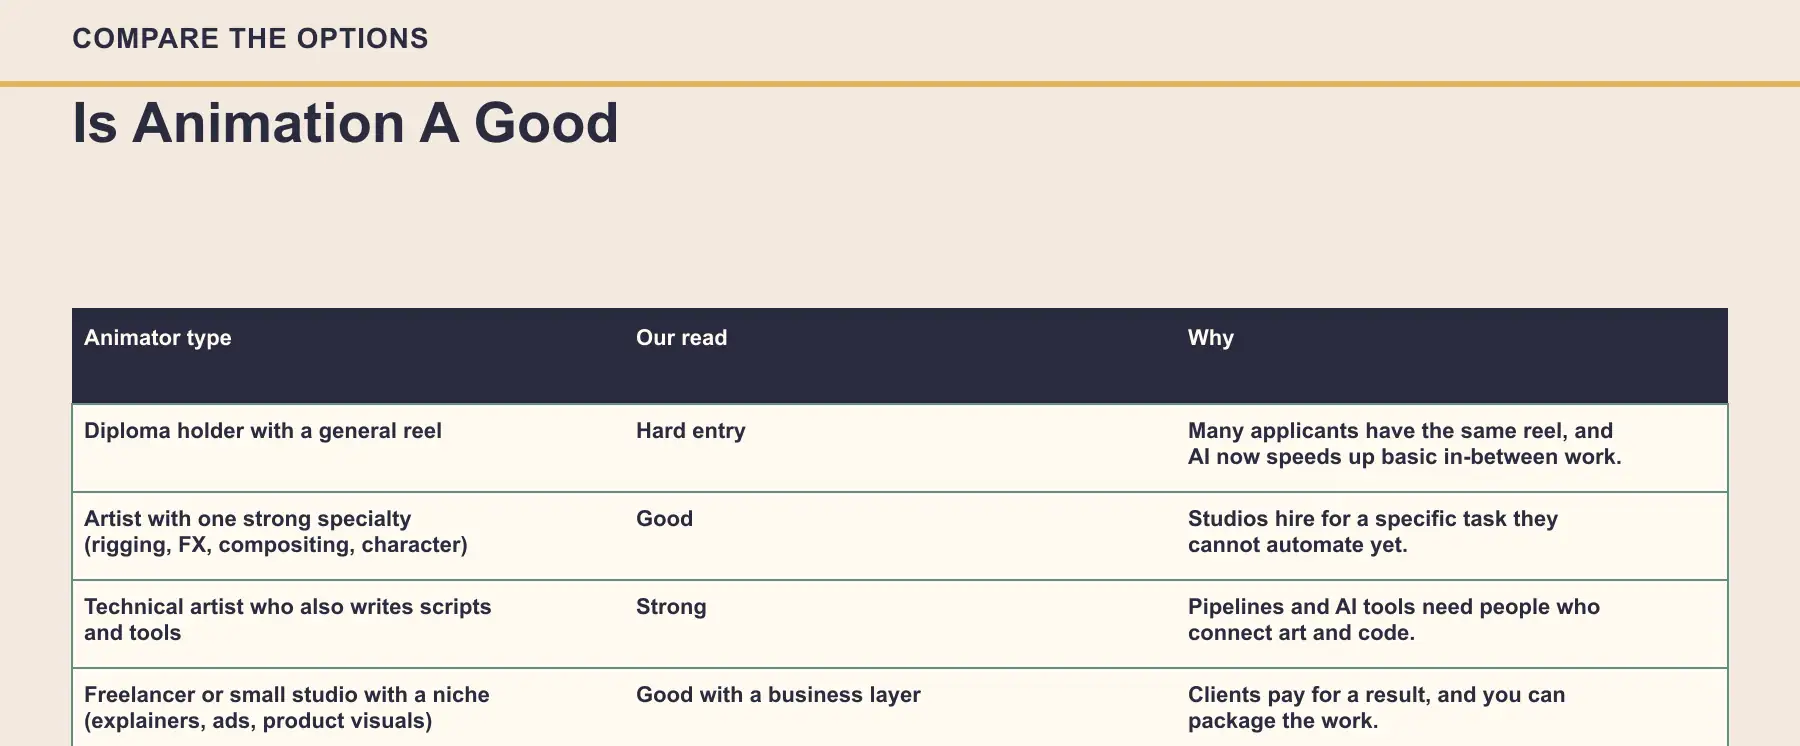 COMPARE THE OPTIONS
Is Animation A Good
Animator type Our read Why
Diploma holder with a general reel Hard entry Many applicants have the same reel, and
AI now speeds up basic in-between work.
Artist with one strong specialty Good Studios hire for a specific task they
(rigging, FX, compositing, character) cannot automate yet.
Technical artist who also writes scripts Strong Pipelines and AI tools need people who
and tools connect art and code.
Freelancer or small studio with a niche Good with a business layer Clients pay for a result, and you can
(explainers, ads, product visuals) package the work.